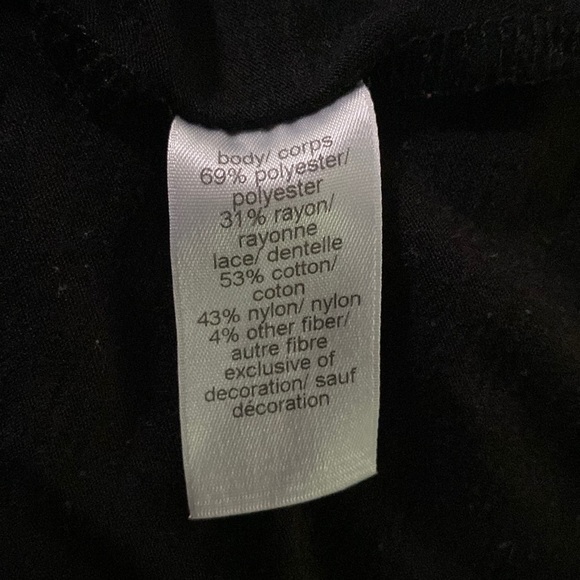 body/ corps
69% polyester/
polyester
31% rayon/
rayonne
lace/ dentelle
53% cotton/
coton
43% nylon/ nylon
4% other fiber/
autre fibre
exclusive of
decoration/ sauf
décoration